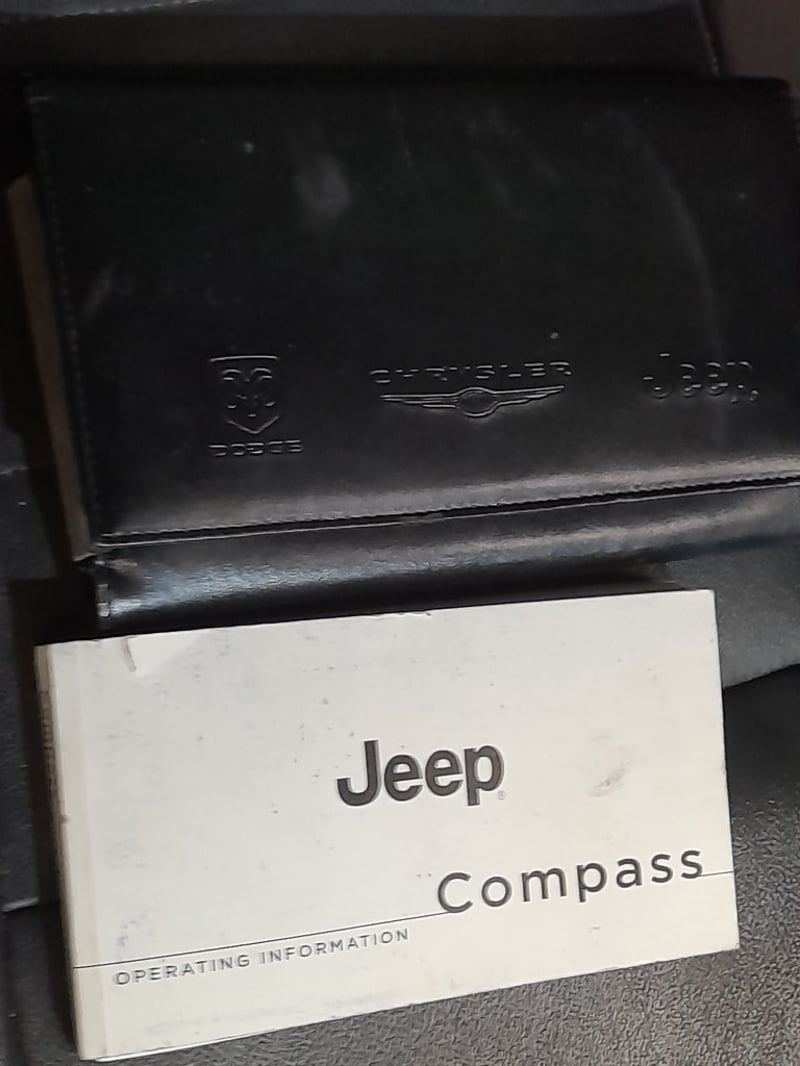 DODGE
CHRYSLER
Jeep
Jeep®
Compass
OPERATING INFORMATION